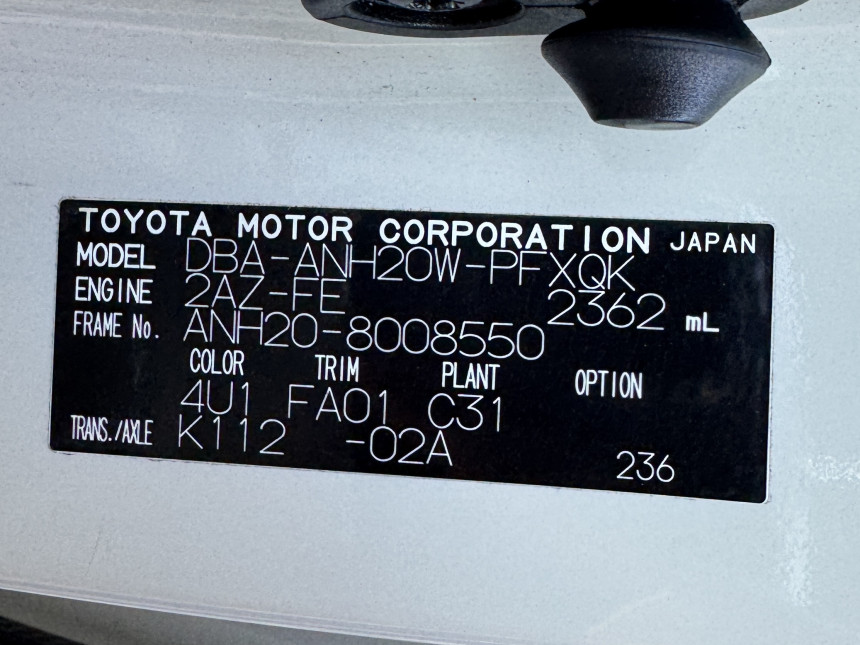 TOYOTA MOTOR CORPORATION JAPAN
MODEL DBA-ANH20W-PFXQK
ENGINE 2AZ-FE 2362 mL
FRAME No. ANH20-8008550
COLOR TRIM PLANT OPTION
4U1 FA01 C31
TRANS./AXLE K112 -02A 236